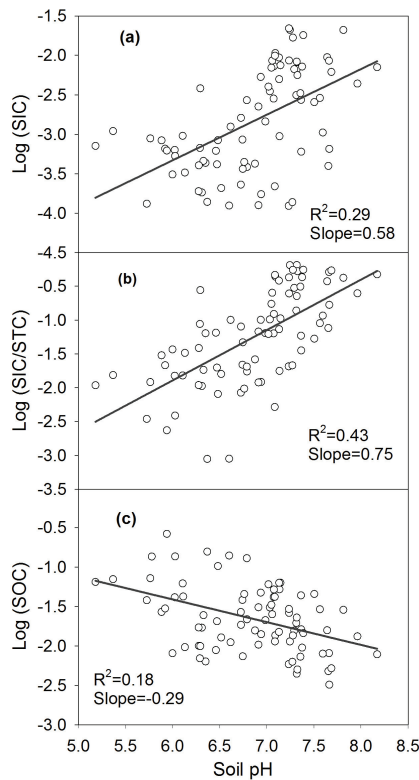 -1.0
-1.5
(a)
-2.0
-2.5
Log (SIC)
-3.0
-3.5
-4.0
R²=0.29
Slope=0.58
-4.5
(b)
-0.5
-1.0
Log (SIC/STC)
-1.5
-2.0
-2.5
R²=0.43
Slope=0.75
-3.0
-3.5
(c)
-0.5
-1.0
Log (SOC)
-1.5
-2.0
R²=0.18
Slope=-0.29
-2.5
-3.0
5.0 5.5 6.0 6.5 7.0 7.5 8.0 8.5
Soil pH